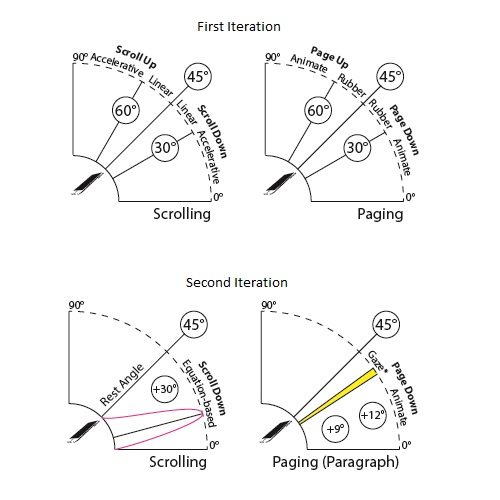 First Iteration
Scroll Up
90° Accelerative
Linear
45°
60°
Linear
Scroll Down
30°
Accelerative
0°
Scrolling
Page Up
90° Animate
Rubber
45°
60°
Rubber
Page Down
30°
Animate
0°
Paging
Second Iteration
90°
45°
Rest Angle
Scroll Down
Equation-based
+30°
0°
Scrolling
90°
45°
Gaze*
Page Down
Animate
+12°
+9°
0°
Paging (Paragraph)